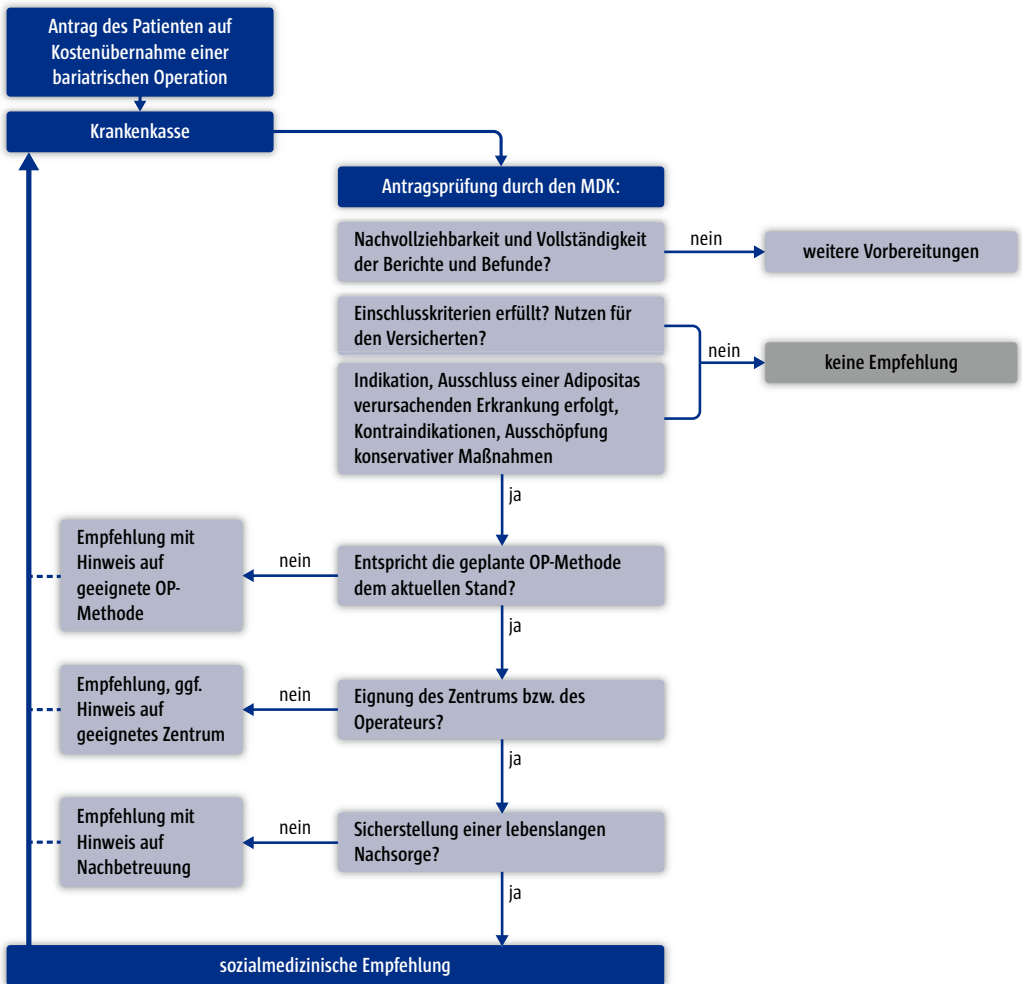 Antrag des Patienten auf
Kostenübernahme einer
bariatrischen Operation
Krankenkasse
Antragsprüfung durch den MDK:
Nachvollziehbarkeit und Vollständigkeit
der Berichte und Befunde?
nein
weitere Vorbereitungen
Einschlusskriterien erfüllt? Nutzen für
den Versicherten?
nein
keine Empfehlung
Indikation, Ausschluss einer Adipositas
verursachenden Erkrankung erfolgt,
Kontraindikationen, Ausschöpfung
konservativer Maßnahmen
ja
Empfehlung mit
Hinweis auf
geeignete OP-
Methode
nein
Entspricht die geplante OP-Methode
dem aktuellen Stand?
ja
Empfehlung, ggf.
Hinweis auf
geeignetes Zentrum
nein
Eignung des Zentrums bzw. des
Operateurs?
ja
Empfehlung mit
Hinweis auf
Nachbetreuung
nein
Sicherstellung einer lebenslangen
Nachsorge?
ja
sozialmedizinische Empfehlung